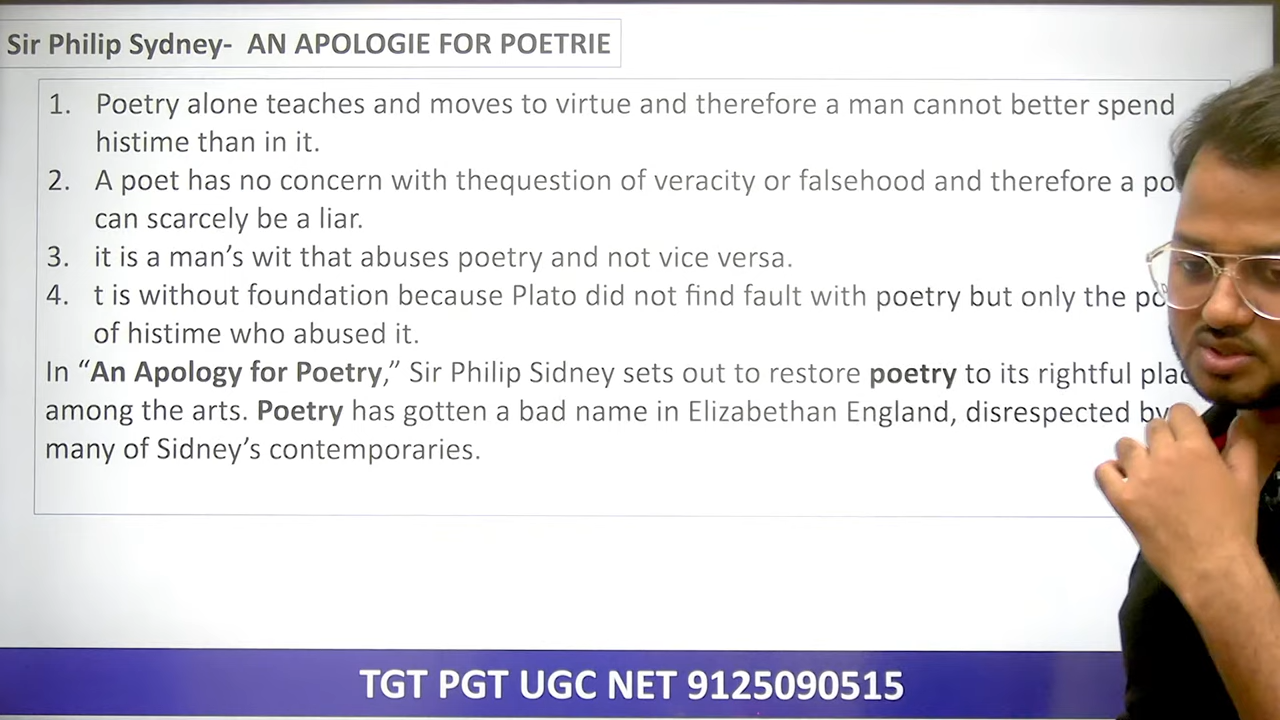 Sir Philip Sydney- AN APOLOGIE FOR POETRIE
1. Poetry alone teaches and moves to virtue and therefore a man cannot better spend
histime than in it.
2. A poet has no concern with thequestion of veracity or falsehood and therefore a
can scarcely be a liar.
3. it is a man's wit that abuses poetry and not vice versa.
4. t is without foundation because Plato did not find fault with poetry but only the
of histime who abused it.
In “An Apology for Poetry,” Sir Philip Sidney sets out to restore poetry to its rightful
among the arts. Poetry has gotten a bad name in Elizabethan England, disrespected by
many of Sidney's contemporaries.
TGT PGT UGC NET 9125090515